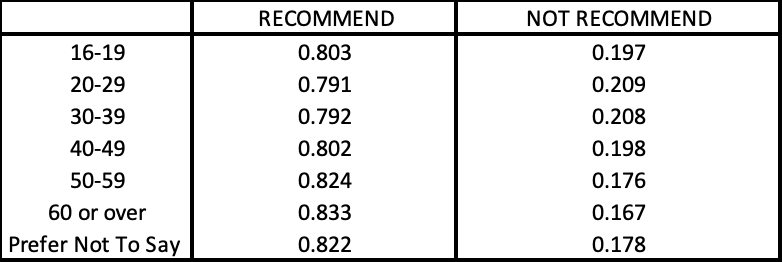 RECOMMEND NOT RECOMMEND
16-19 0.803 0.197
20-29 0.791 0.209
30-39 0.792 0.208
40-49 0.802 0.198
50-59 0.824 0.176
60 or over 0.833 0.167
Prefer Not To Say 0.822 0.178